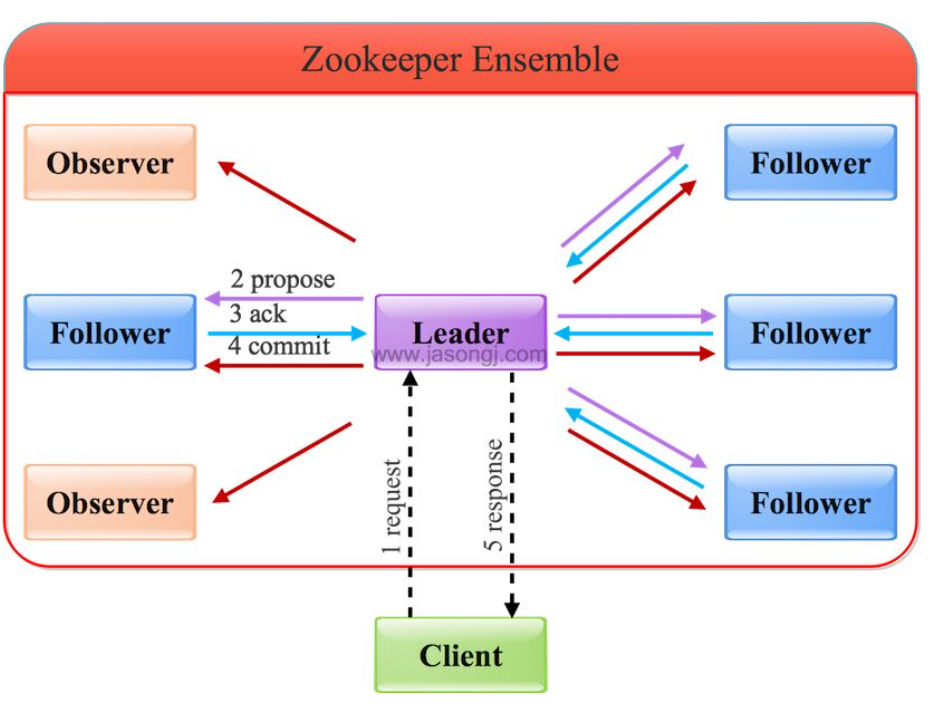 Zookeeper Ensemble
Observer
Follower
2 propose
Follower
3 ack
Leader
Follower
4 commit
www.jasongj.com
Observer
1 request
5 response
Follower
Client